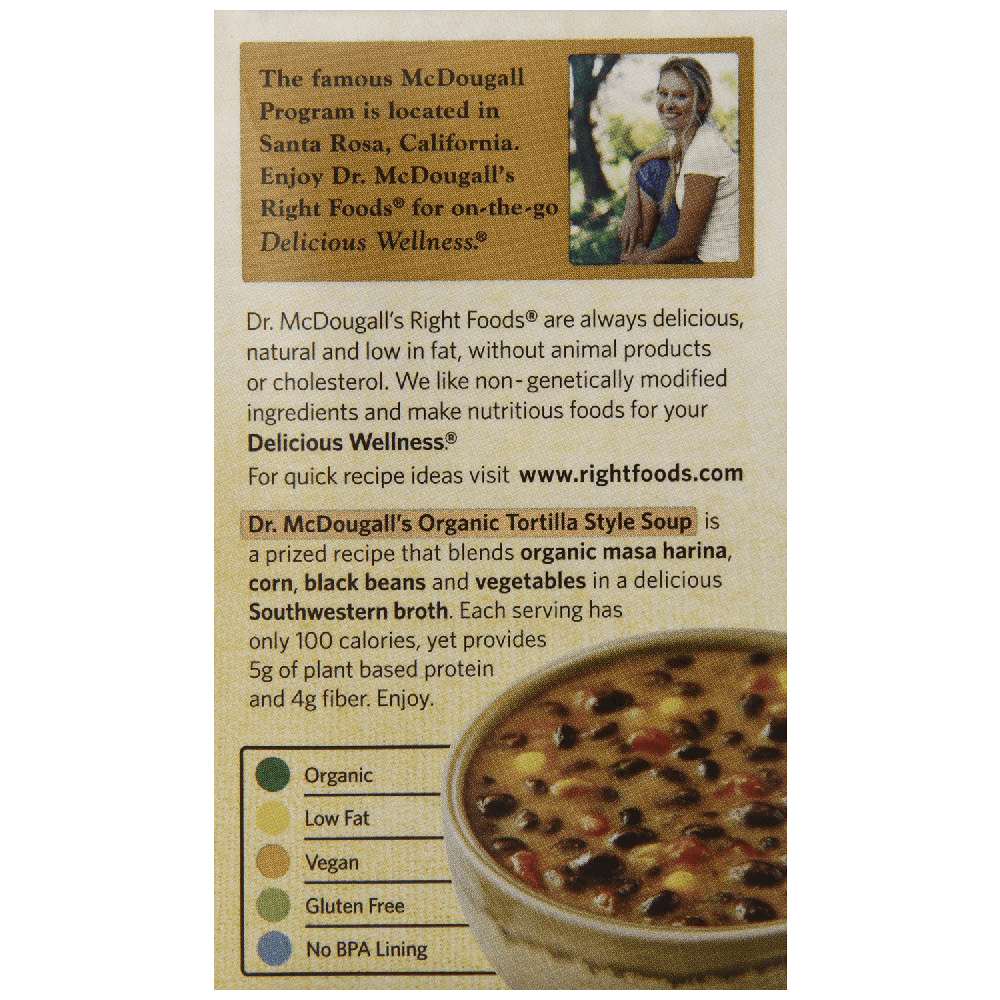 The famous McDougall
Program is located in
Santa Rosa, California.
Enjoy Dr. McDougall's
Right Foods® for on-the-go
Delicious Wellness.®
Dr. McDougall's Right Foods® are always delicious,
natural and low in fat, without animal products
or cholesterol. We like non-genetically modified
ingredients and make nutritious foods for your
Delicious Wellness.®
For quick recipe ideas visit www.rightfoods.com
Dr. McDougall's Organic Tortilla Style Soup is
a prized recipe that blends organic masa harina,
corn, black beans and vegetables in a delicious
Southwestern broth. Each serving has
only 100 calories, yet provides
5g of plant based protein
and 4g fiber. Enjoy.
Organic
Low Fat
Vegan
Gluten Free
No BPA Lining